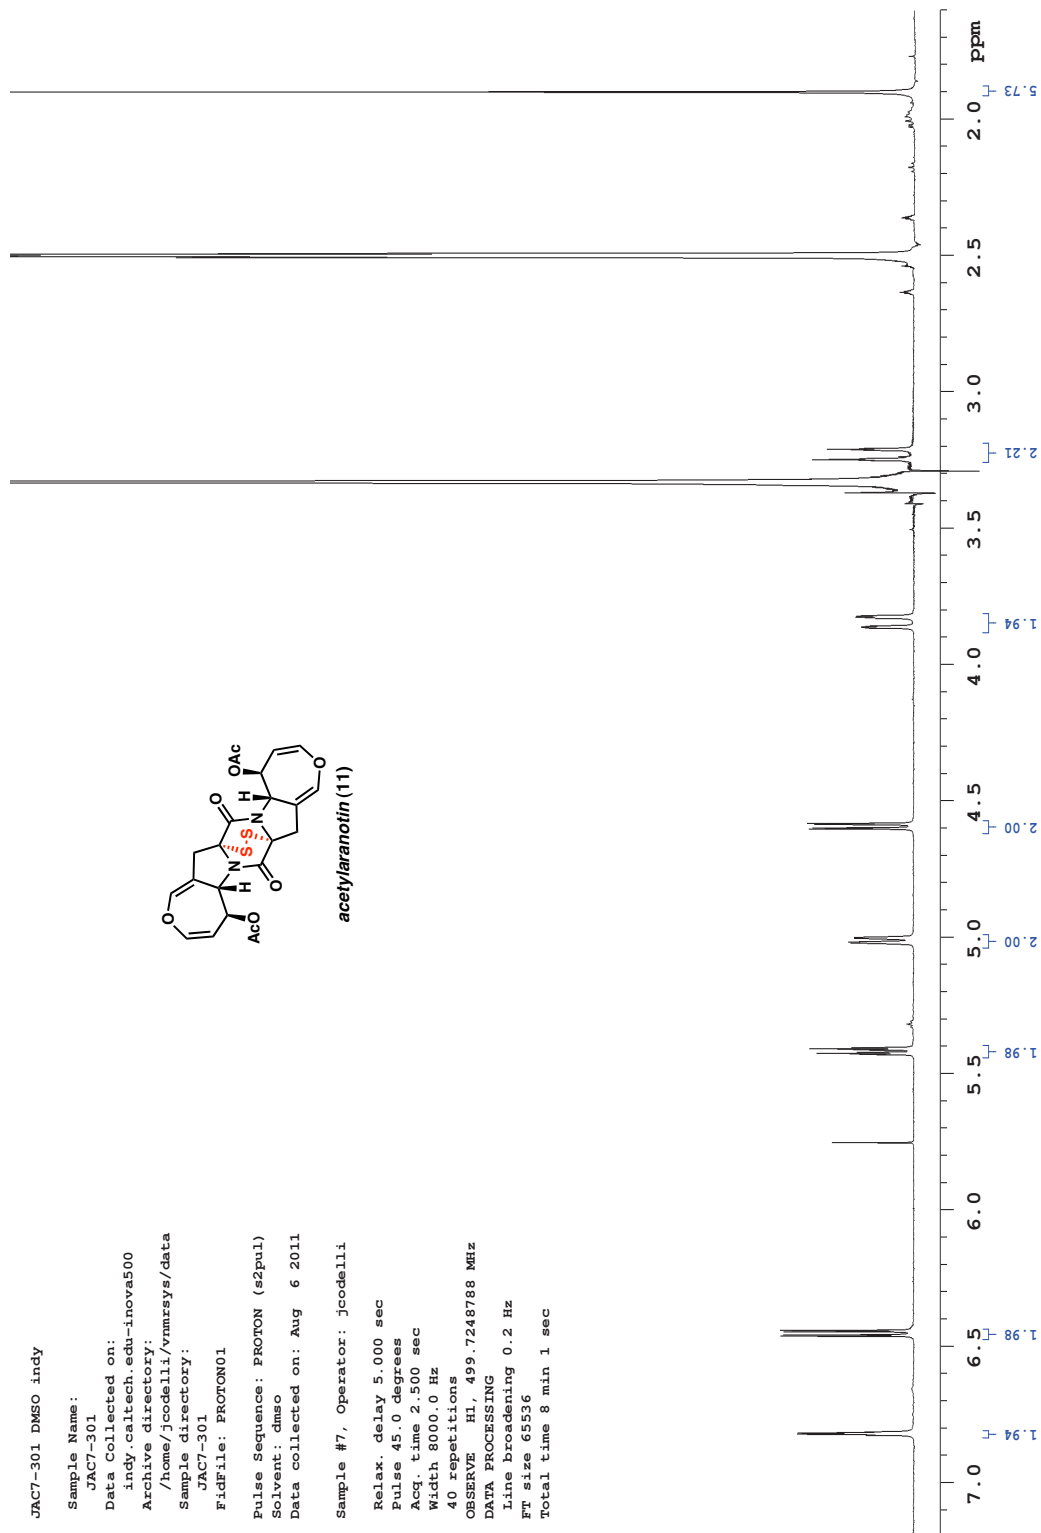 JAC7-301 DMSO indy
Sample Name:
JAC7-301
Data Collected on:
indy.caltech.edu-inova500
Archive directory:
/home/jcodelli/vnmrsys/data
Sample directory:
JAC7-301
FidFile: PROTON01
Pulse Sequence: PROTON (s2pul)
Solvent: dmso
Data collected on: Aug 6 2011
Sample #7, Operator: jcodelli
Relax. delay 5.000 sec
Pulse 45.0 degrees
Acq. time 2.500 sec
Width 8000.0 Hz
40 repetitions
OBSERVE H1, 499.7248788 MHz
DATA PROCESSING
Line broadening 0.2 Hz
FT size 65536
Total time 8 min 1 sec
O
AcO
H
N
O
S-S
O
N
H
OAc
O
acetylaranotin (11)
7.0 6.5 6.0 5.5 5.0 4.5 4.0 3.5 3.0 2.5 2.0 ppm
1.94 1.98 1.98 2.00 2.00 1.94 2.21 5.73